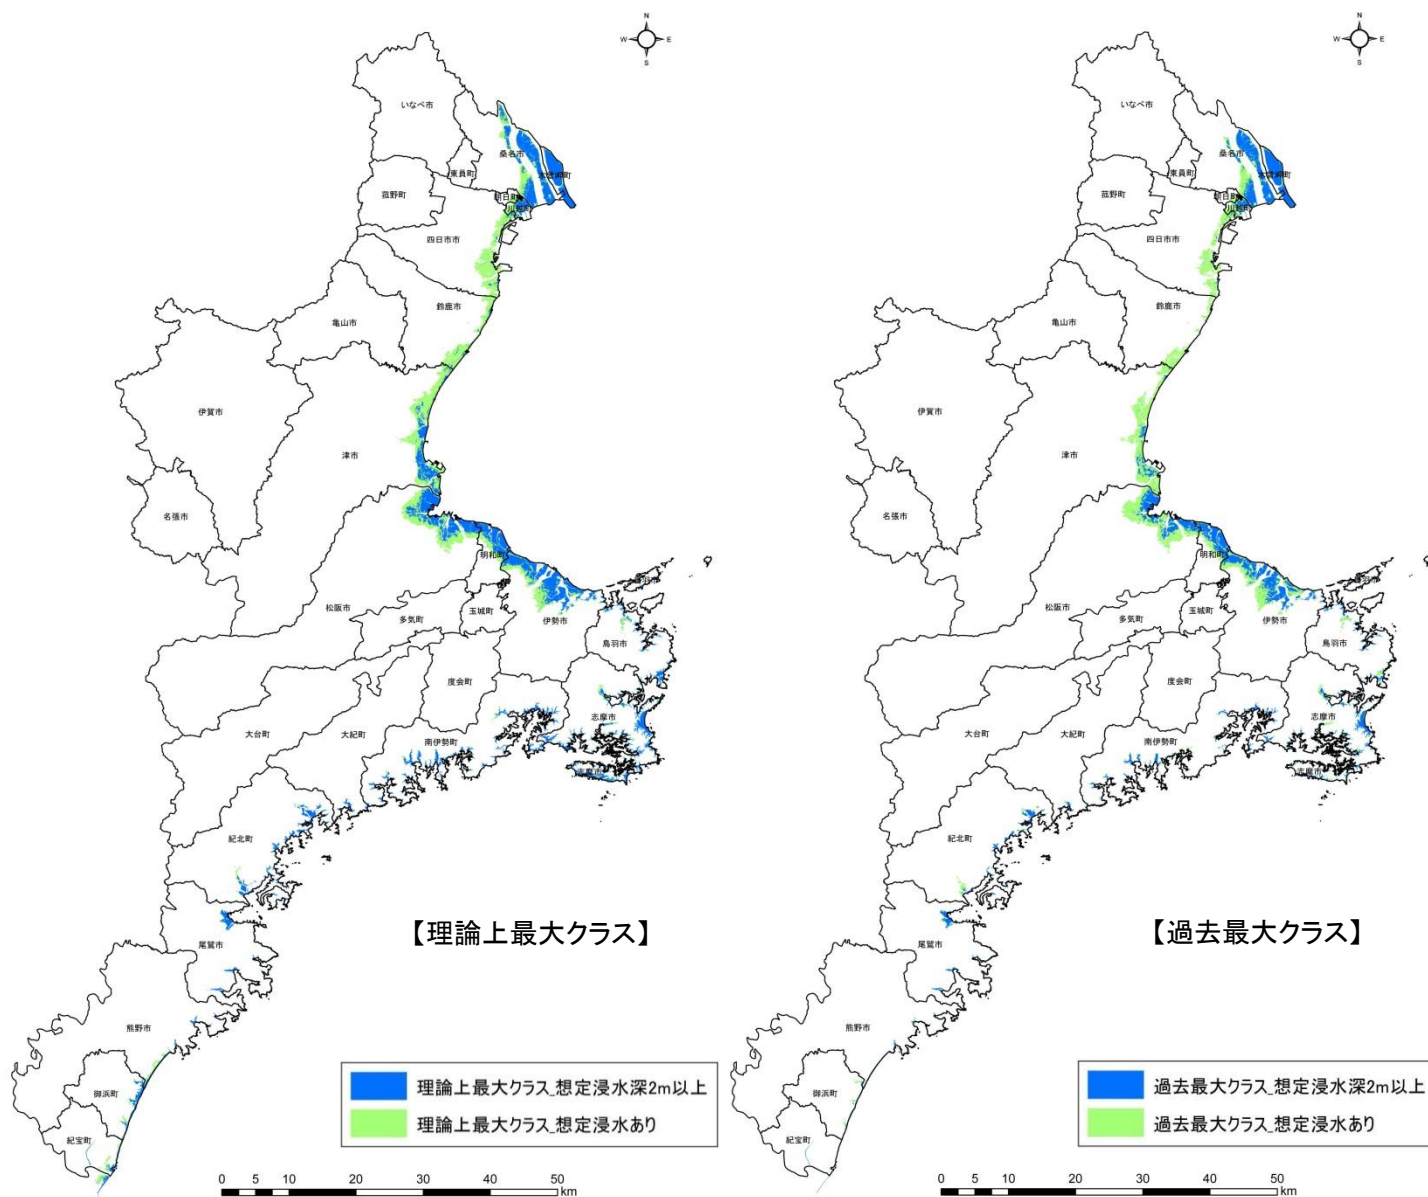 N
W E
S
いなべ市
桑名市
東員町
木曽岬町
菰野町
朝日町
川越町
四日市市
鈴鹿市
亀山市
伊賀市
津市
名張市
明和町
松阪市
多気町
玉城町
伊勢市
鳥羽市
鳥羽市
度会町
志摩市
大台町
大紀町
南伊勢町
志摩市
紀北町
【理論上最大クラス】
尾鷲市
熊野市
御浜町
紀宝町
理論上最大クラス_想定浸水深2m以上
理論上最大クラス_想定浸水あり
0 5 10 20 30 40 50
km
N
W E
S
いなべ市
桑名市
東員町
木曽岬町
菰野町
朝日町
川越町
四日市市
鈴鹿市
亀山市
伊賀市
津市
名張市
明和町
松阪市
多気町
玉城町
伊勢市
鳥羽市
鳥羽市
度会町
志摩市
大台町
大紀町
南伊勢町
志摩市
紀北町
【過去最大クラス】
尾鷲市
熊野市
御浜町
紀宝町
過去最大クラス_想定浸水深2m以上
過去最大クラス_想定浸水あり
0 5 10 20 30 40 50
km